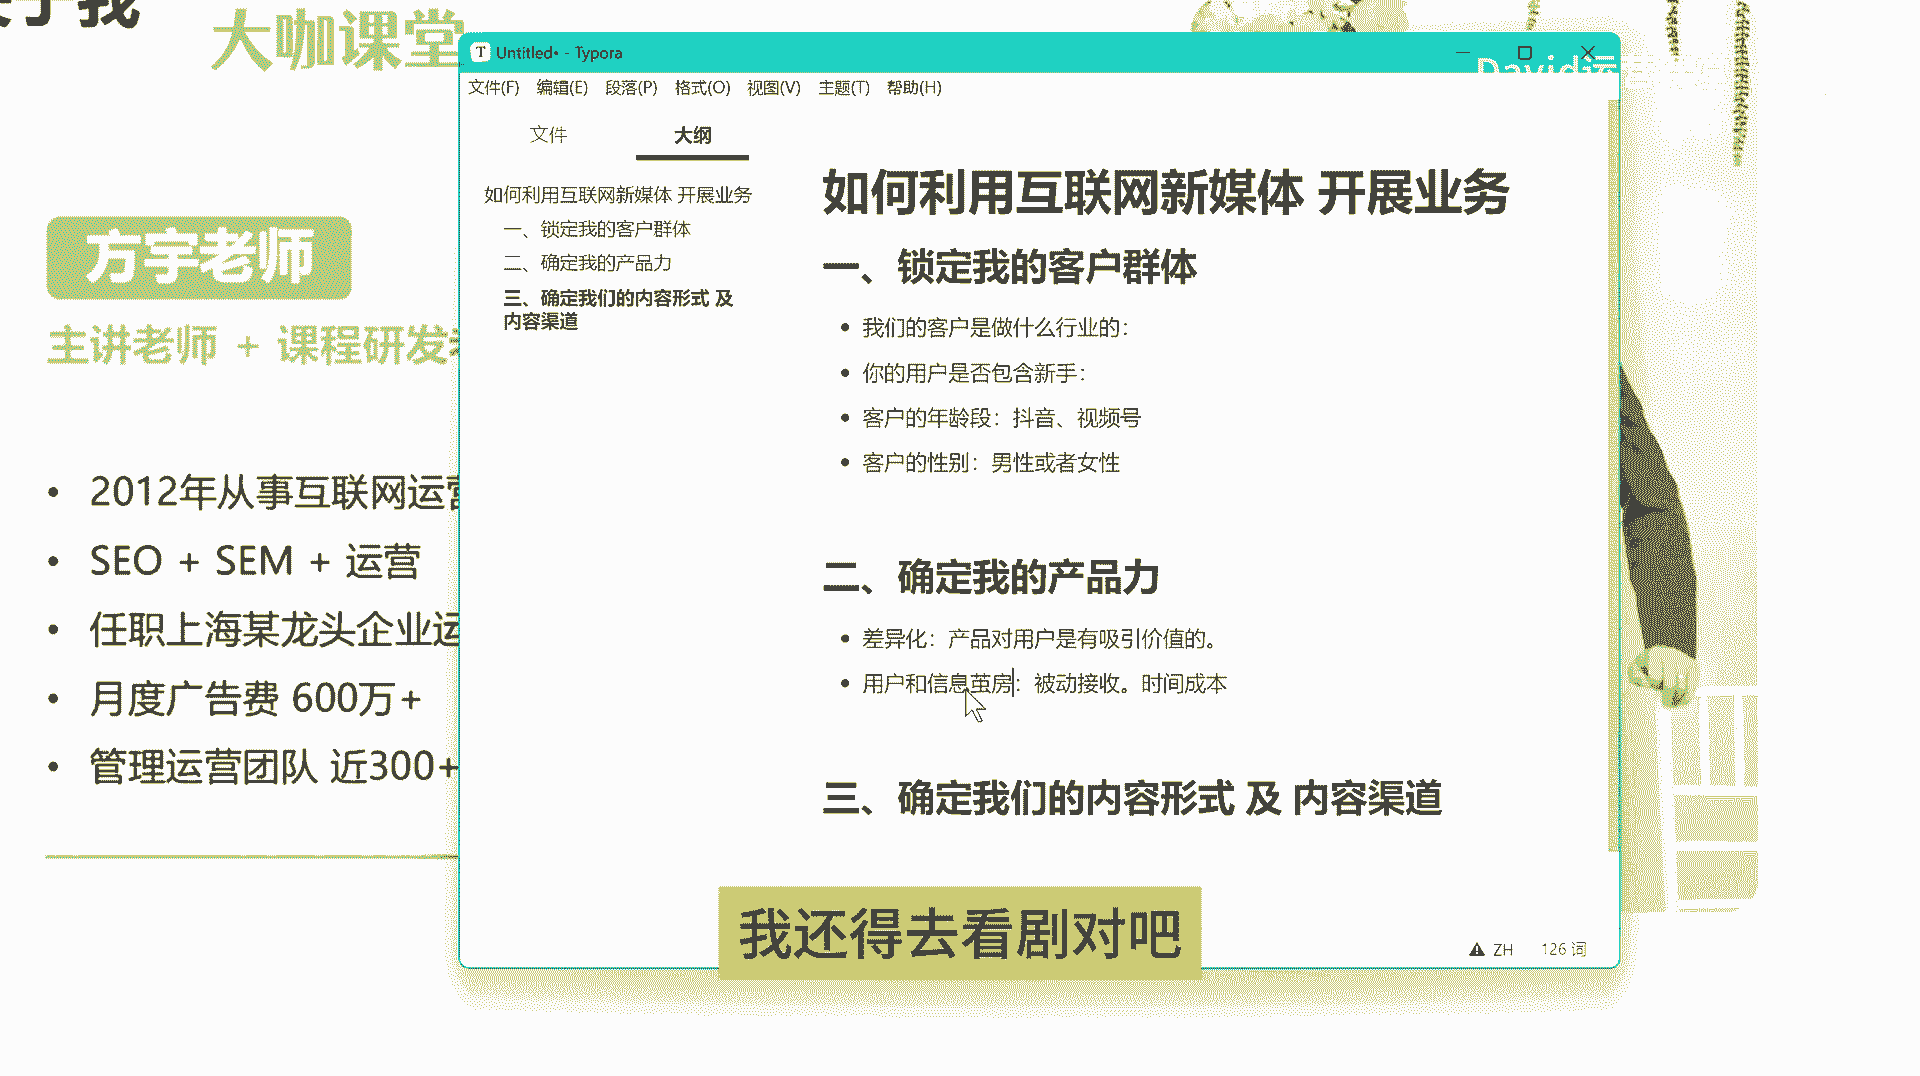 大咖课堂
Untitled• - Typora
文件(F) 编辑(E) 段落(P) 格式(O) 视图(V) 主题(T) 帮助(H)
文件 大纲
如何利用互联网新媒体 开展业务
一、锁定我的客户群体
二、确定我的产品力
三、确定我们的内容形式 及
内容渠道
如何利用互联网新媒体 开展业务
一、锁定我的客户群体
我们的客户是做什么行业的：
你的用户是否包含新手：
客户的年龄段：抖音、视频号
客户的性别：男性或者女性
二、确定我的产品力
差异化：产品对用户是有吸引价值的。
用户和信息茧房：被动接收。时间成本
三、确定我们的内容形式 及 内容渠道
ZH 126 词
方宇老师
主讲老师 + 课程研发
• 2012年从事互联网运营
• SEO + SEM + 运营
• 任职上海某龙头企业运
• 月度广告费 600万+
• 管理运营团队 近300+
我还得去看剧对吧